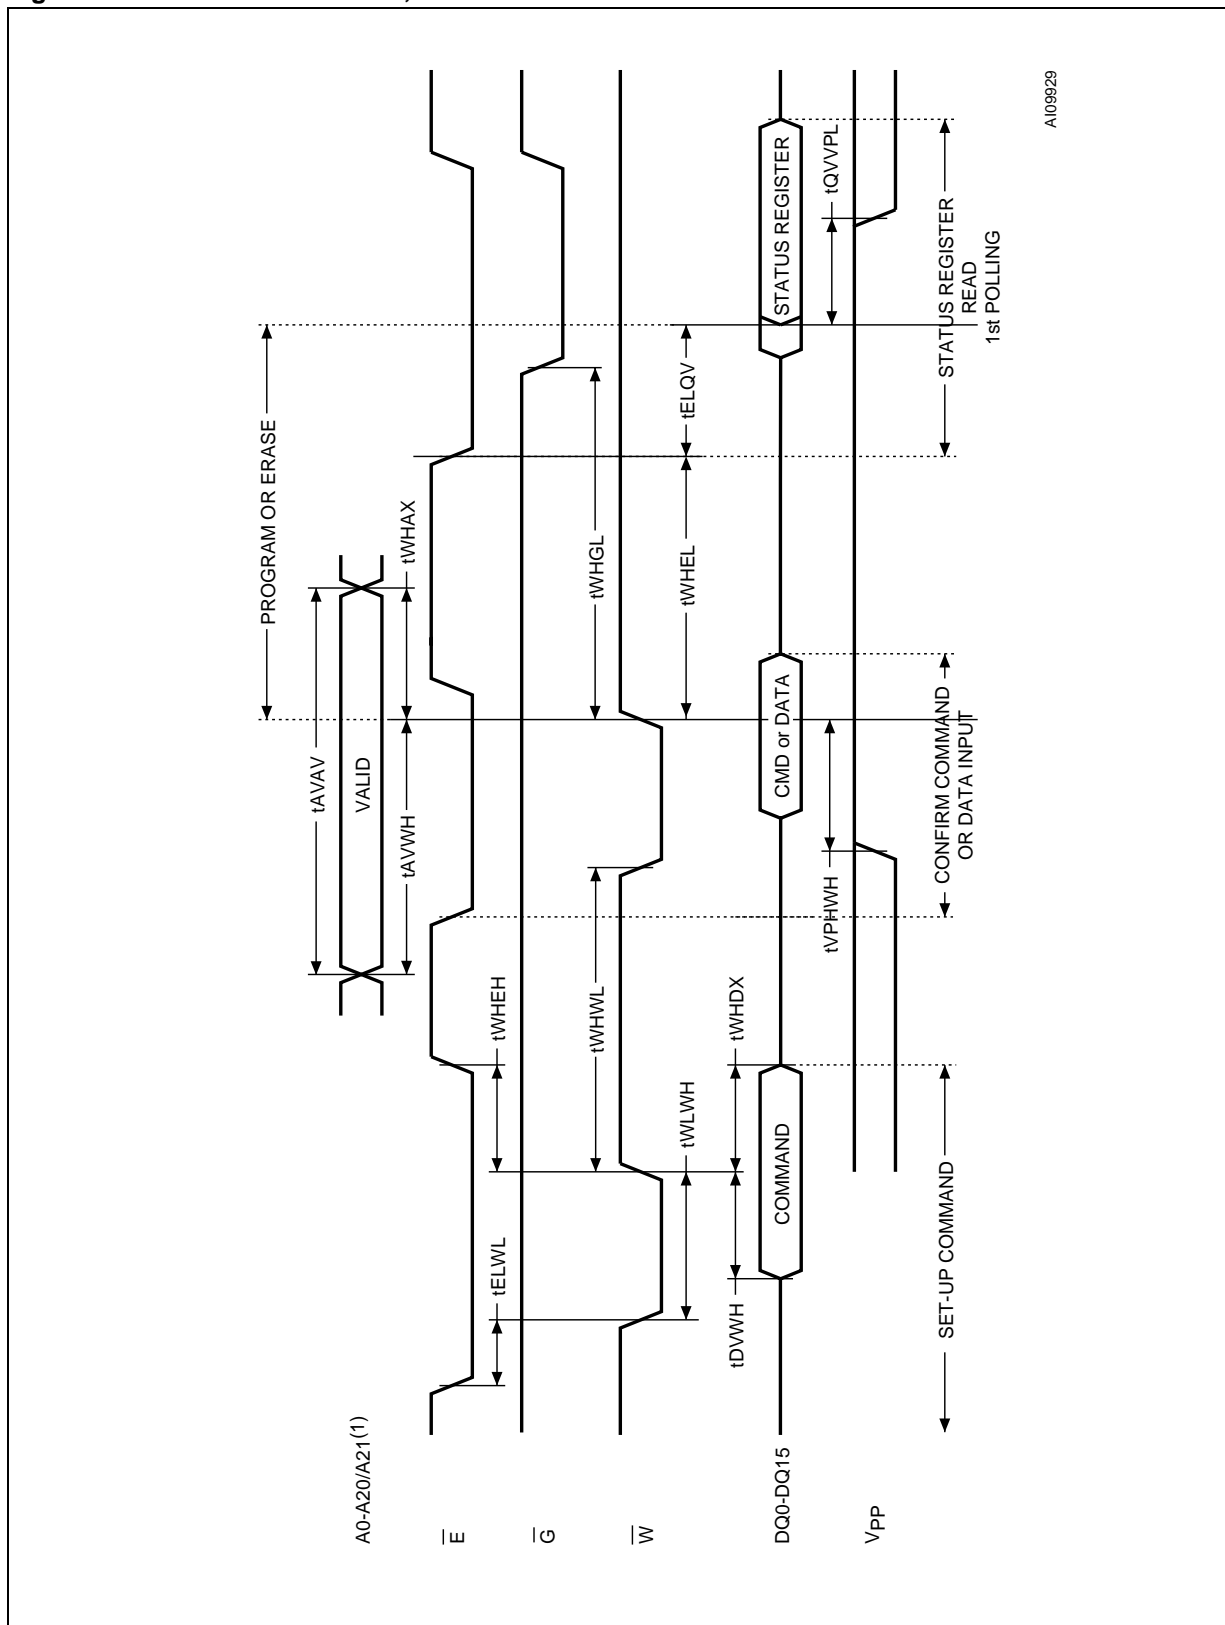 PROGRAM OR ERASE
tAVAV
A0-A20/A21(1)
VALID
tAVWH
tWHAX
E
tELWL
tWHEH
G
tWHWL
tWHGL
W
tWLWH
tWHEL
tELQV
tDVWH
tWHDX
DQ0-DQ15
COMMAND
CMD or DATA
STATUS REGISTER
tVPHWH
tQVVPL
VPP
SET-UP COMMAND
CONFIRM COMMAND
OR DATA INPUT
STATUS REGISTER
READ
1st POLLING
AI09929